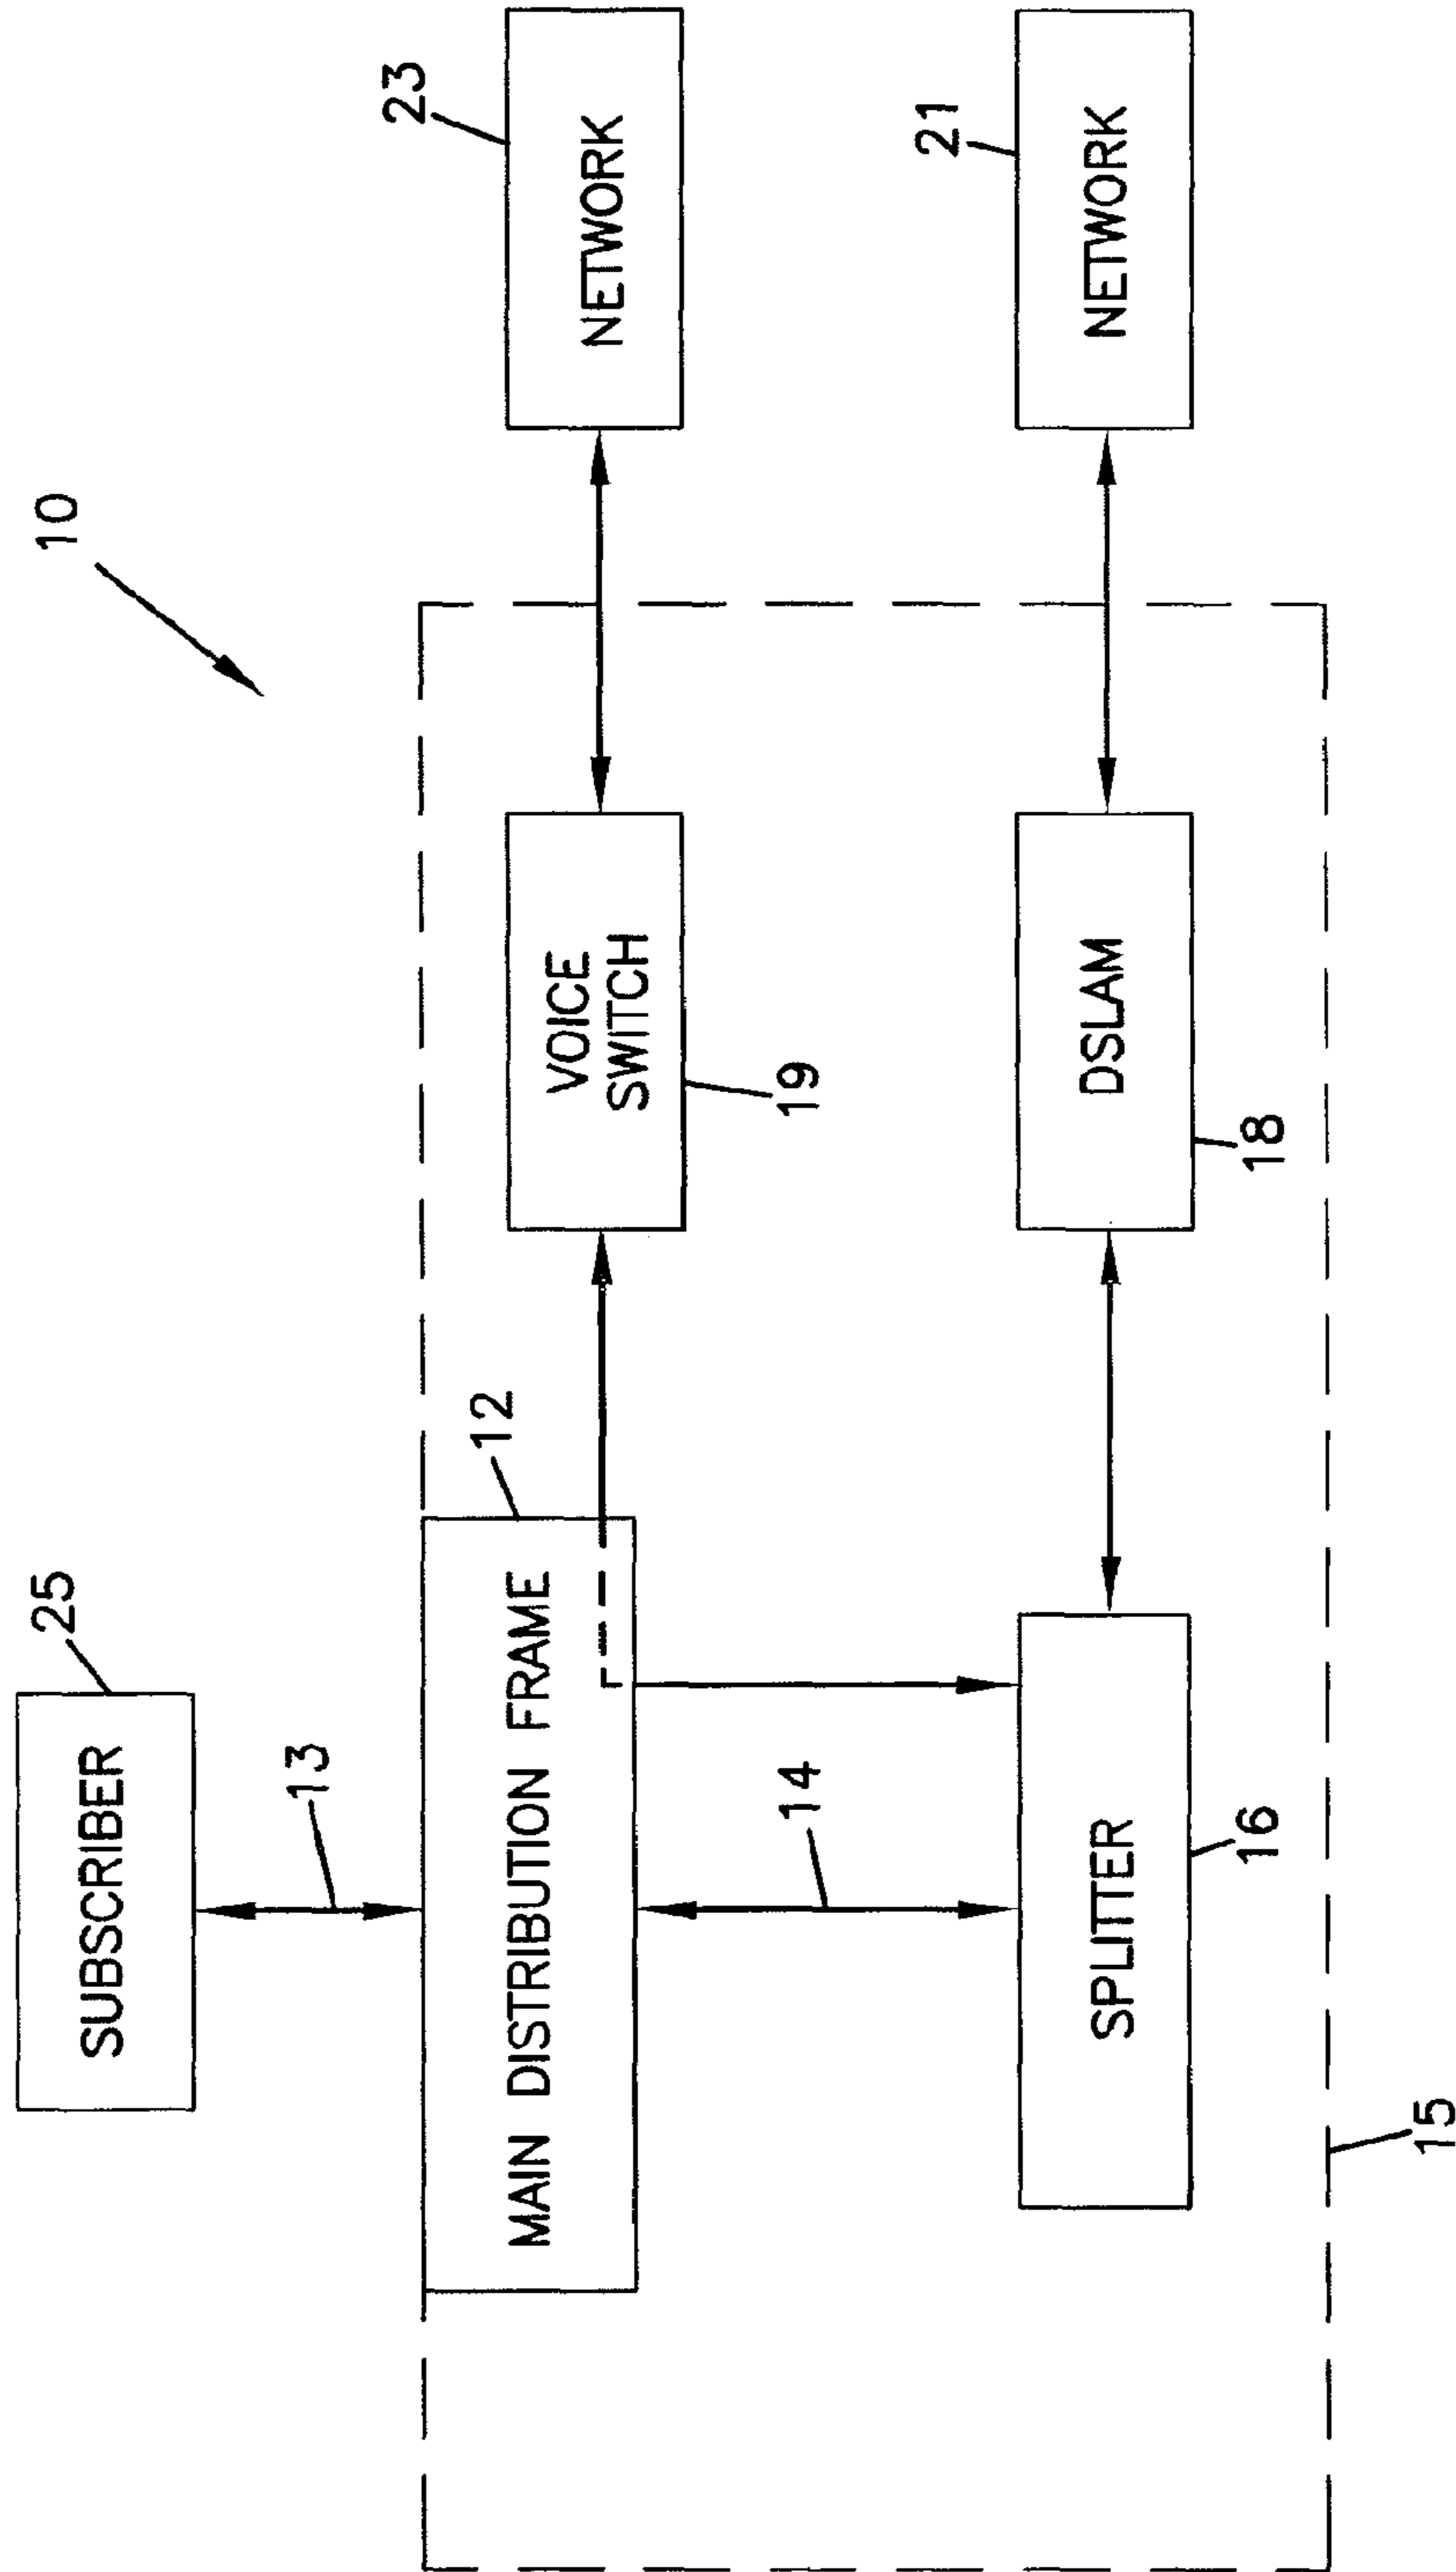 10
SUBSCRIBER
25
13
MAIN DISTRIBUTION FRAME
12
VOICE
SWITCH
19
NETWORK
23
14
SPLITTER
16
DSLAM
18
NETWORK
21
15